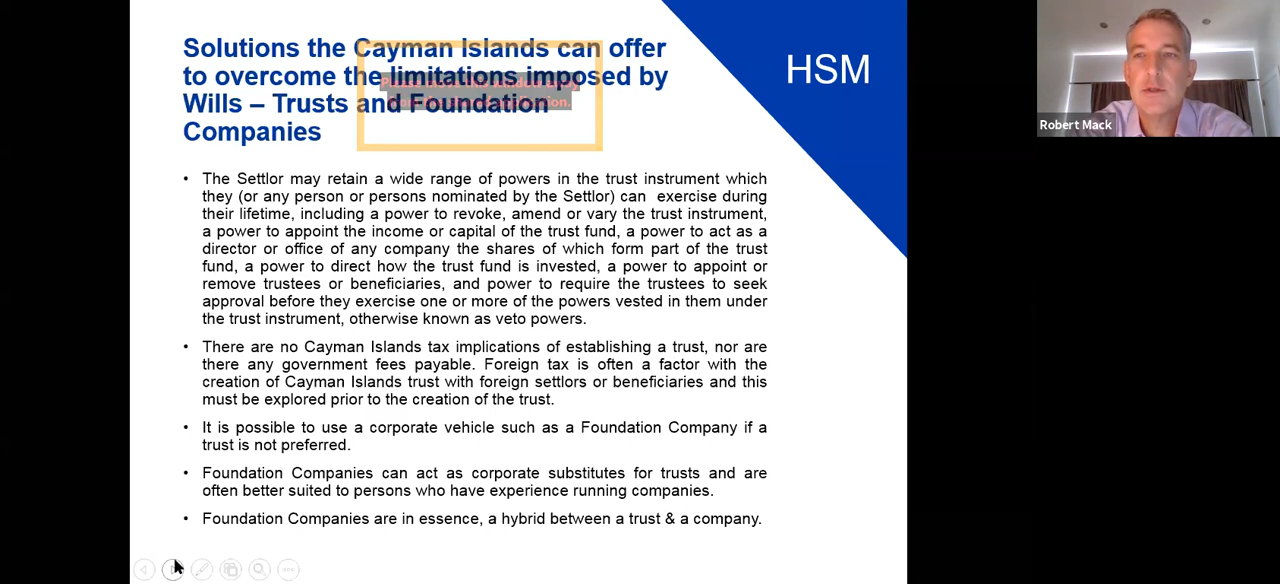 Solutions the Cayman Islands can offer
to overcome the limitations imposed by
Wills – Trusts and Foundation
Companies
HSM
Robert Mack
• The Settlor may retain a wide range of powers in the trust instrument which
they (or any person or persons nominated by the Settlor) can exercise during
their lifetime, including a power to revoke, amend or vary the trust instrument,
a power to appoint the income or capital of the trust fund, a power to act as a
director or office of any company the shares of which form part of the trust
fund, a power to direct how the trust fund is invested, a power to appoint or
remove trustees or beneficiaries, and power to require the trustees to seek
approval before they exercise one or more of the powers vested in them under
the trust instrument, otherwise known as veto powers.
• There are no Cayman Islands tax implications of establishing a trust, nor are
there any government fees payable. Foreign tax is often a factor with the
creation of Cayman Islands trust with foreign settlors or beneficiaries and this
must be explored prior to the creation of the trust.
• It is possible to use a corporate vehicle such as a Foundation Company if a
trust is not preferred.
• Foundation Companies can act as corporate substitutes for trusts and are
often better suited to persons who have experience running companies.
• Foundation Companies are in essence, a hybrid between a trust & a company.